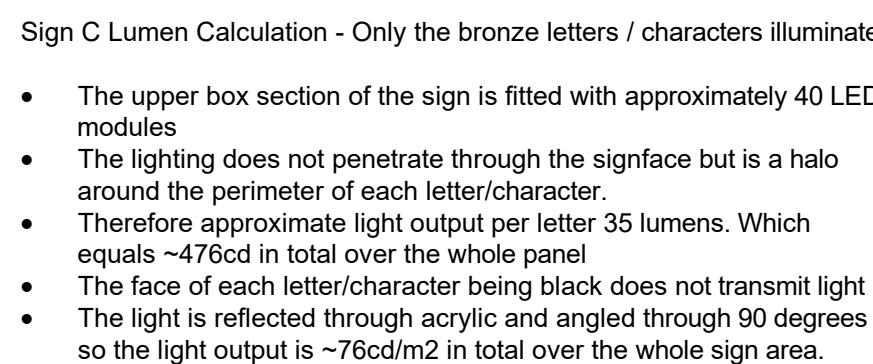 Sign C Lumen Calculation - Only the bronze letters / characters illuminate
• The upper box section of the sign is fitted with approximately 40 LED
modules
• The lighting does not penetrate through the signface but is a halo
around the perimeter of each letter/character.
• Therefore approximate light output per letter 35 lumens. Which
equals ~476cd in total over the whole panel
• The face of each letter/character being black does not transmit light
• The light is reflected through acrylic and angled through 90 degrees
so the light output is ~76cd/m2 in total over the whole sign area.